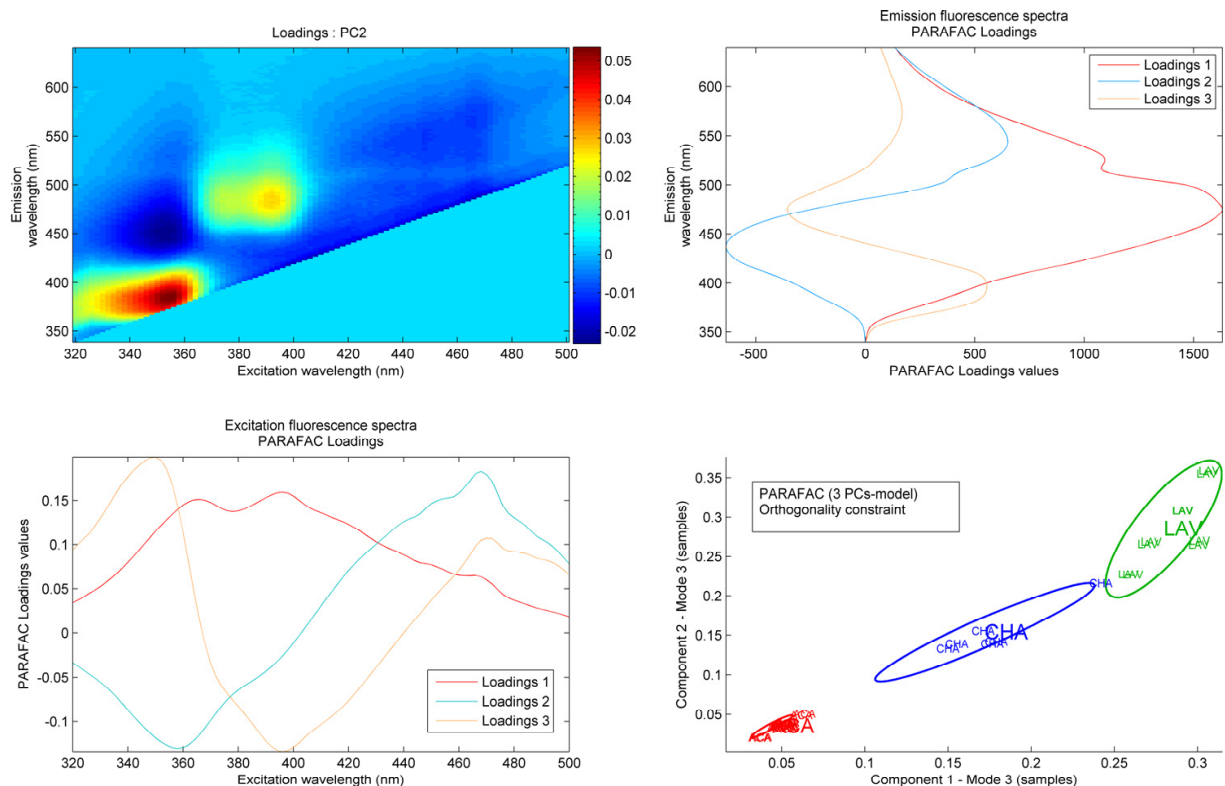 Loadings : PC2
Emission
wavelength (nm)
600
550
500
450
400
350
320 340 360 380 400 420 440 460 480 500
Excitation wavelength (nm)
0.05
0.04
0.03
0.02
0.01
0
-0.01
-0.02
Emission fluorescence spectra
PARAFAC Loadings
Emission
wavelength (nm)
600
550
500
450
400
350
-500 0 500 1000 1500
PARAFAC Loadings values
Loadings 1
Loadings 2
Loadings 3
Excitation fluorescence spectra
PARAFAC Loadings
PARAFAC Loadings values
0.15
0.1
0.05
0
-0.05
-0.1
320 340 360 380 400 420 440 460 480 500
Excitation wavelength (nm)
Loadings 1
Loadings 2
Loadings 3
Component 2 - Mode 3 (samples)
0.35
0.3
0.25
0.2
0.15
0.1
0.05
0.05 0.1 0.15 0.2 0.25 0.3
Component 1 - Mode 3 (samples)
PARAFAC (3 PCs-model)
Orthogonality constraint
LAV
LAV
LAV
LAV
LAV
LAV
CHA
CHA
CHA
CHA
CHA
CHA
ACA